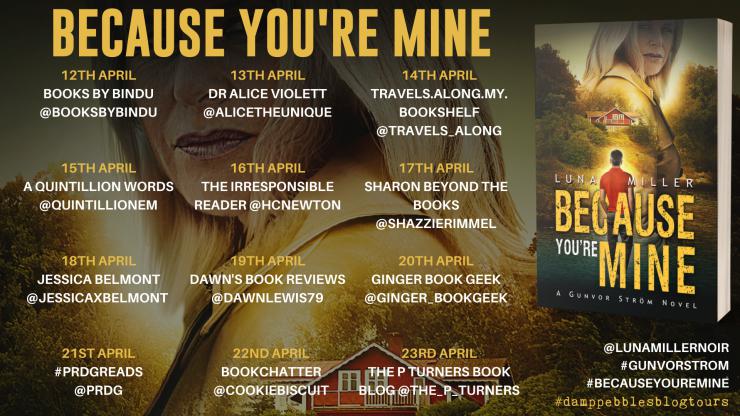 BECAUSE YOU'RE MINE
12TH APRIL
BOOKS BY BINDU
@BOOKSBYBINDU
13TH APRIL
DR ALICE VIOLETT
@ALICETHEUNIQUE
14TH APRIL
TRAVELS.ALONG.MY.
BOOKSHELF
@TRAVELS_ALONG
15TH APRIL
A QUINTILLION WORDS
@QUINTILLIONEM
16TH APRIL
THE IRRESPONSIBLE
READER @HCNEWTON
17TH APRIL
SHARON BEYOND THE
BOOKS
@SHAZZIERIMMEL
18TH APRIL
JESSICA BELMONT
@JESSICAXBELMONT
19TH APRIL
DAWN'S BOOK REVIEWS
@DAWNLEWIS79
20TH APRIL
GINGER BOOK GEEK
@GINGER_BOOKGEEK
21ST APRIL
#PRDGREADS
@PRDG
22ND APRIL
BOOKCHATTER
@COOKIEBISCUIT
23RD APRIL
THE P TURNERS BOOK
BLOG @THE_P_TURNERS
LUNA MILLER
BECAUSE
YOU'RE
MINE
A GUNVOR STRÖM NOVEL
@LUNAMILLERNOIR
#GUNVORSTROM
#BECAUSEYOUREMINE
#damppebblesblogtours